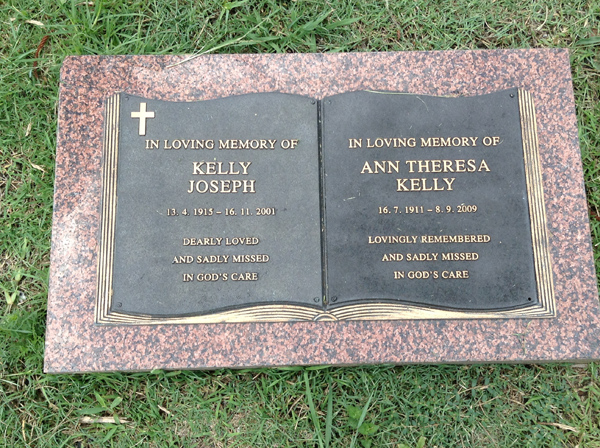 IN LOVING MEMORY OF
KELLY
JOSEPH
13. 4. 1915 – 16. 11. 2001
DEARLY LOVED
AND SADLY MISSED
IN GOD'S CARE
IN LOVING MEMORY OF
ANN THERESA
KELLY
16. 7. 1911 – 8. 9. 2009
LOVINGLY REMEMBERED
AND SADLY MISSED
IN GOD'S CARE